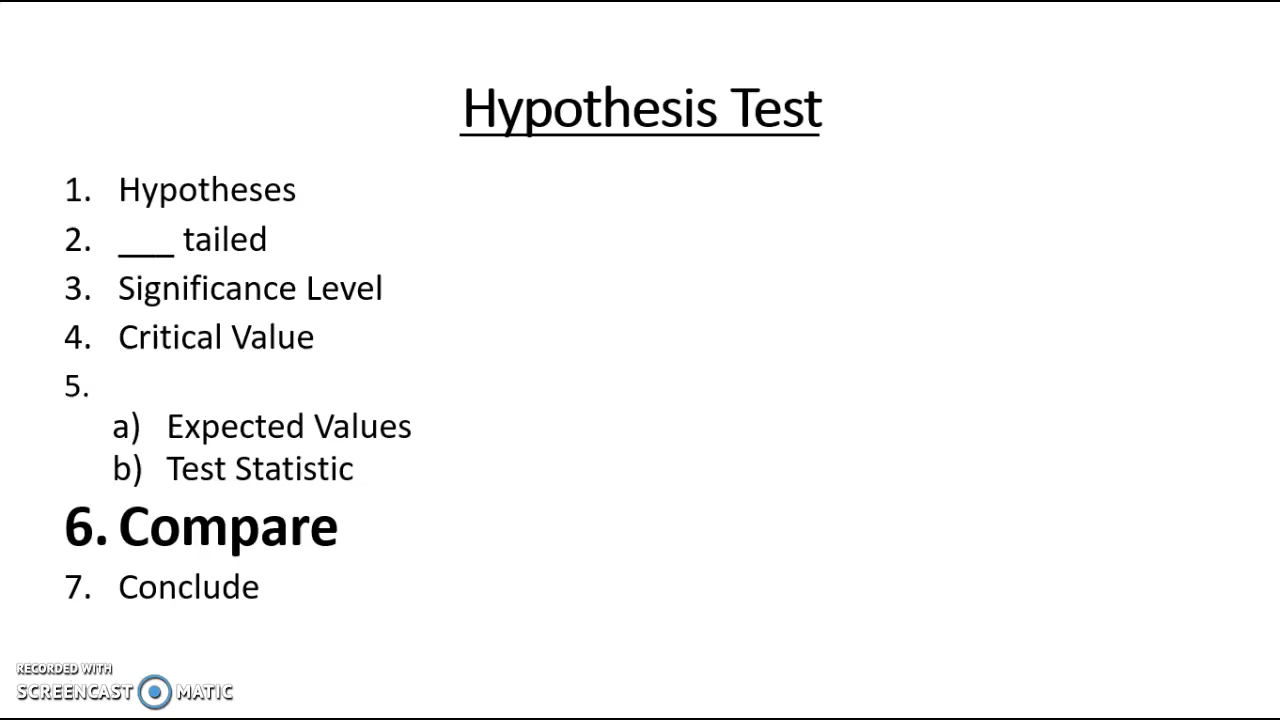 Hypothesis Test
1. Hypotheses
2. ___ tailed
3. Significance Level
4. Critical Value
5.
a) Expected Values
b) Test Statistic
6. Compare
7. Conclude
RECORDED WITH
SCREENCAST MATIC